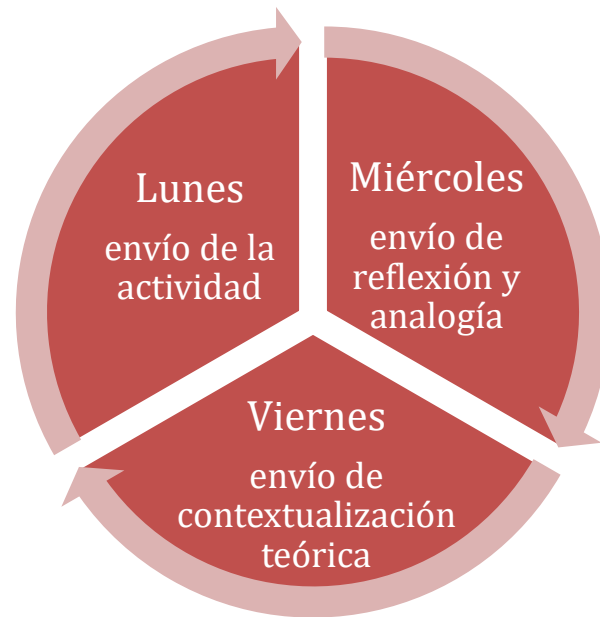 Lunes
envío de la
actividad
Miércoles
envío de
reflexión y
analogía
Viernes
envío de
contextualización
teórica